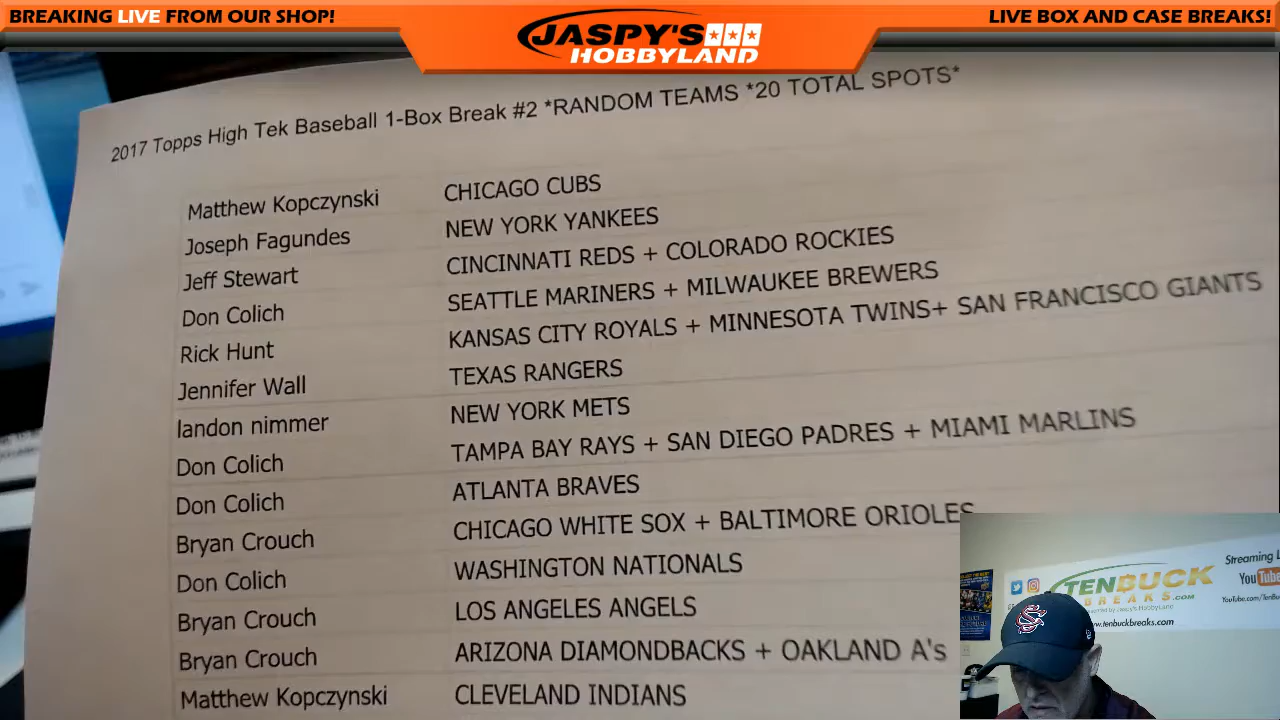 BREAKING LIVE FROM OUR SHOP!
JASPY'S
HOBBYLAND
LIVE BOX AND CASE BREAKS!
2017 Topps High Tek Baseball 1-Box Break #2 *RANDOM TEAMS *20 TOTAL SPOTS*
Matthew Kopczynski CHICAGO CUBS
Joseph Fagundes NEW YORK YANKEES
Jeff Stewart CINCINNATI REDS + COLORADO ROCKIES
Don Colich SEATTLE MARINERS + MILWAUKEE BREWERS
Rick Hunt KANSAS CITY ROYALS + MINNESOTA TWINS+ SAN FRANCISCO GIANTS
Jennifer Wall TEXAS RANGERS
landon nimmer NEW YORK METS
Don Colich TAMPA BAY RAYS + SAN DIEGO PADRES + MIAMI MARLINS
Don Colich ATLANTA BRAVES
Bryan Crouch CHICAGO WHITE SOX + BALTIMORE ORIOLES
Don Colich WASHINGTON NATIONALS
Bryan Crouch LOS ANGELES ANGELS
Bryan Crouch ARIZONA DIAMONDBACKS + OAKLAND A's
Matthew Kopczynski CLEVELAND INDIANS
Streaming L
TENBUCK
BREAKS.COM
You Tube
www.tenbuckbreaks.com